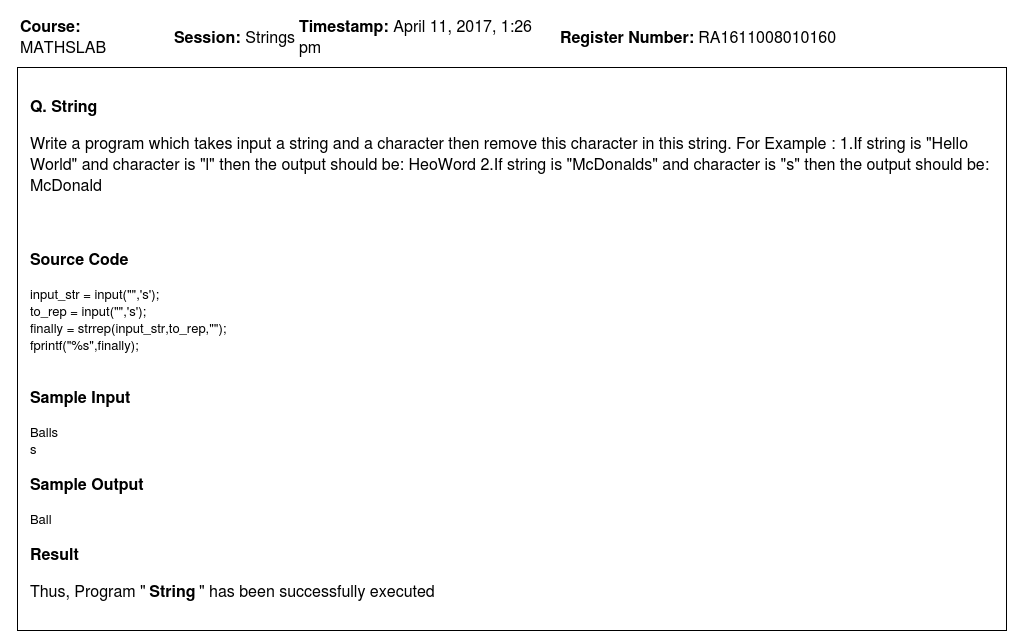 Course: MATHSLAB
Session: Strings
Timestamp: April 11, 2017, 1:26 pm
Register Number: RA1611008010160
Q. String
Write a program which takes input a string and a character then remove this character in this string. For Example : 1.If string is "Hello
World" and character is "l" then the output should be: HeoWord 2.If string is "McDonalds" and character is "s" then the output should be:
McDonald
Source Code
input_str = input("",'s');
to_rep = input("",'s');
finally = strrep(input_str,to_rep,"");
fprintf("%s",finally);
Sample Input
Balls
s
Sample Output
Ball
Result
Thus, Program " String " has been successfully executed